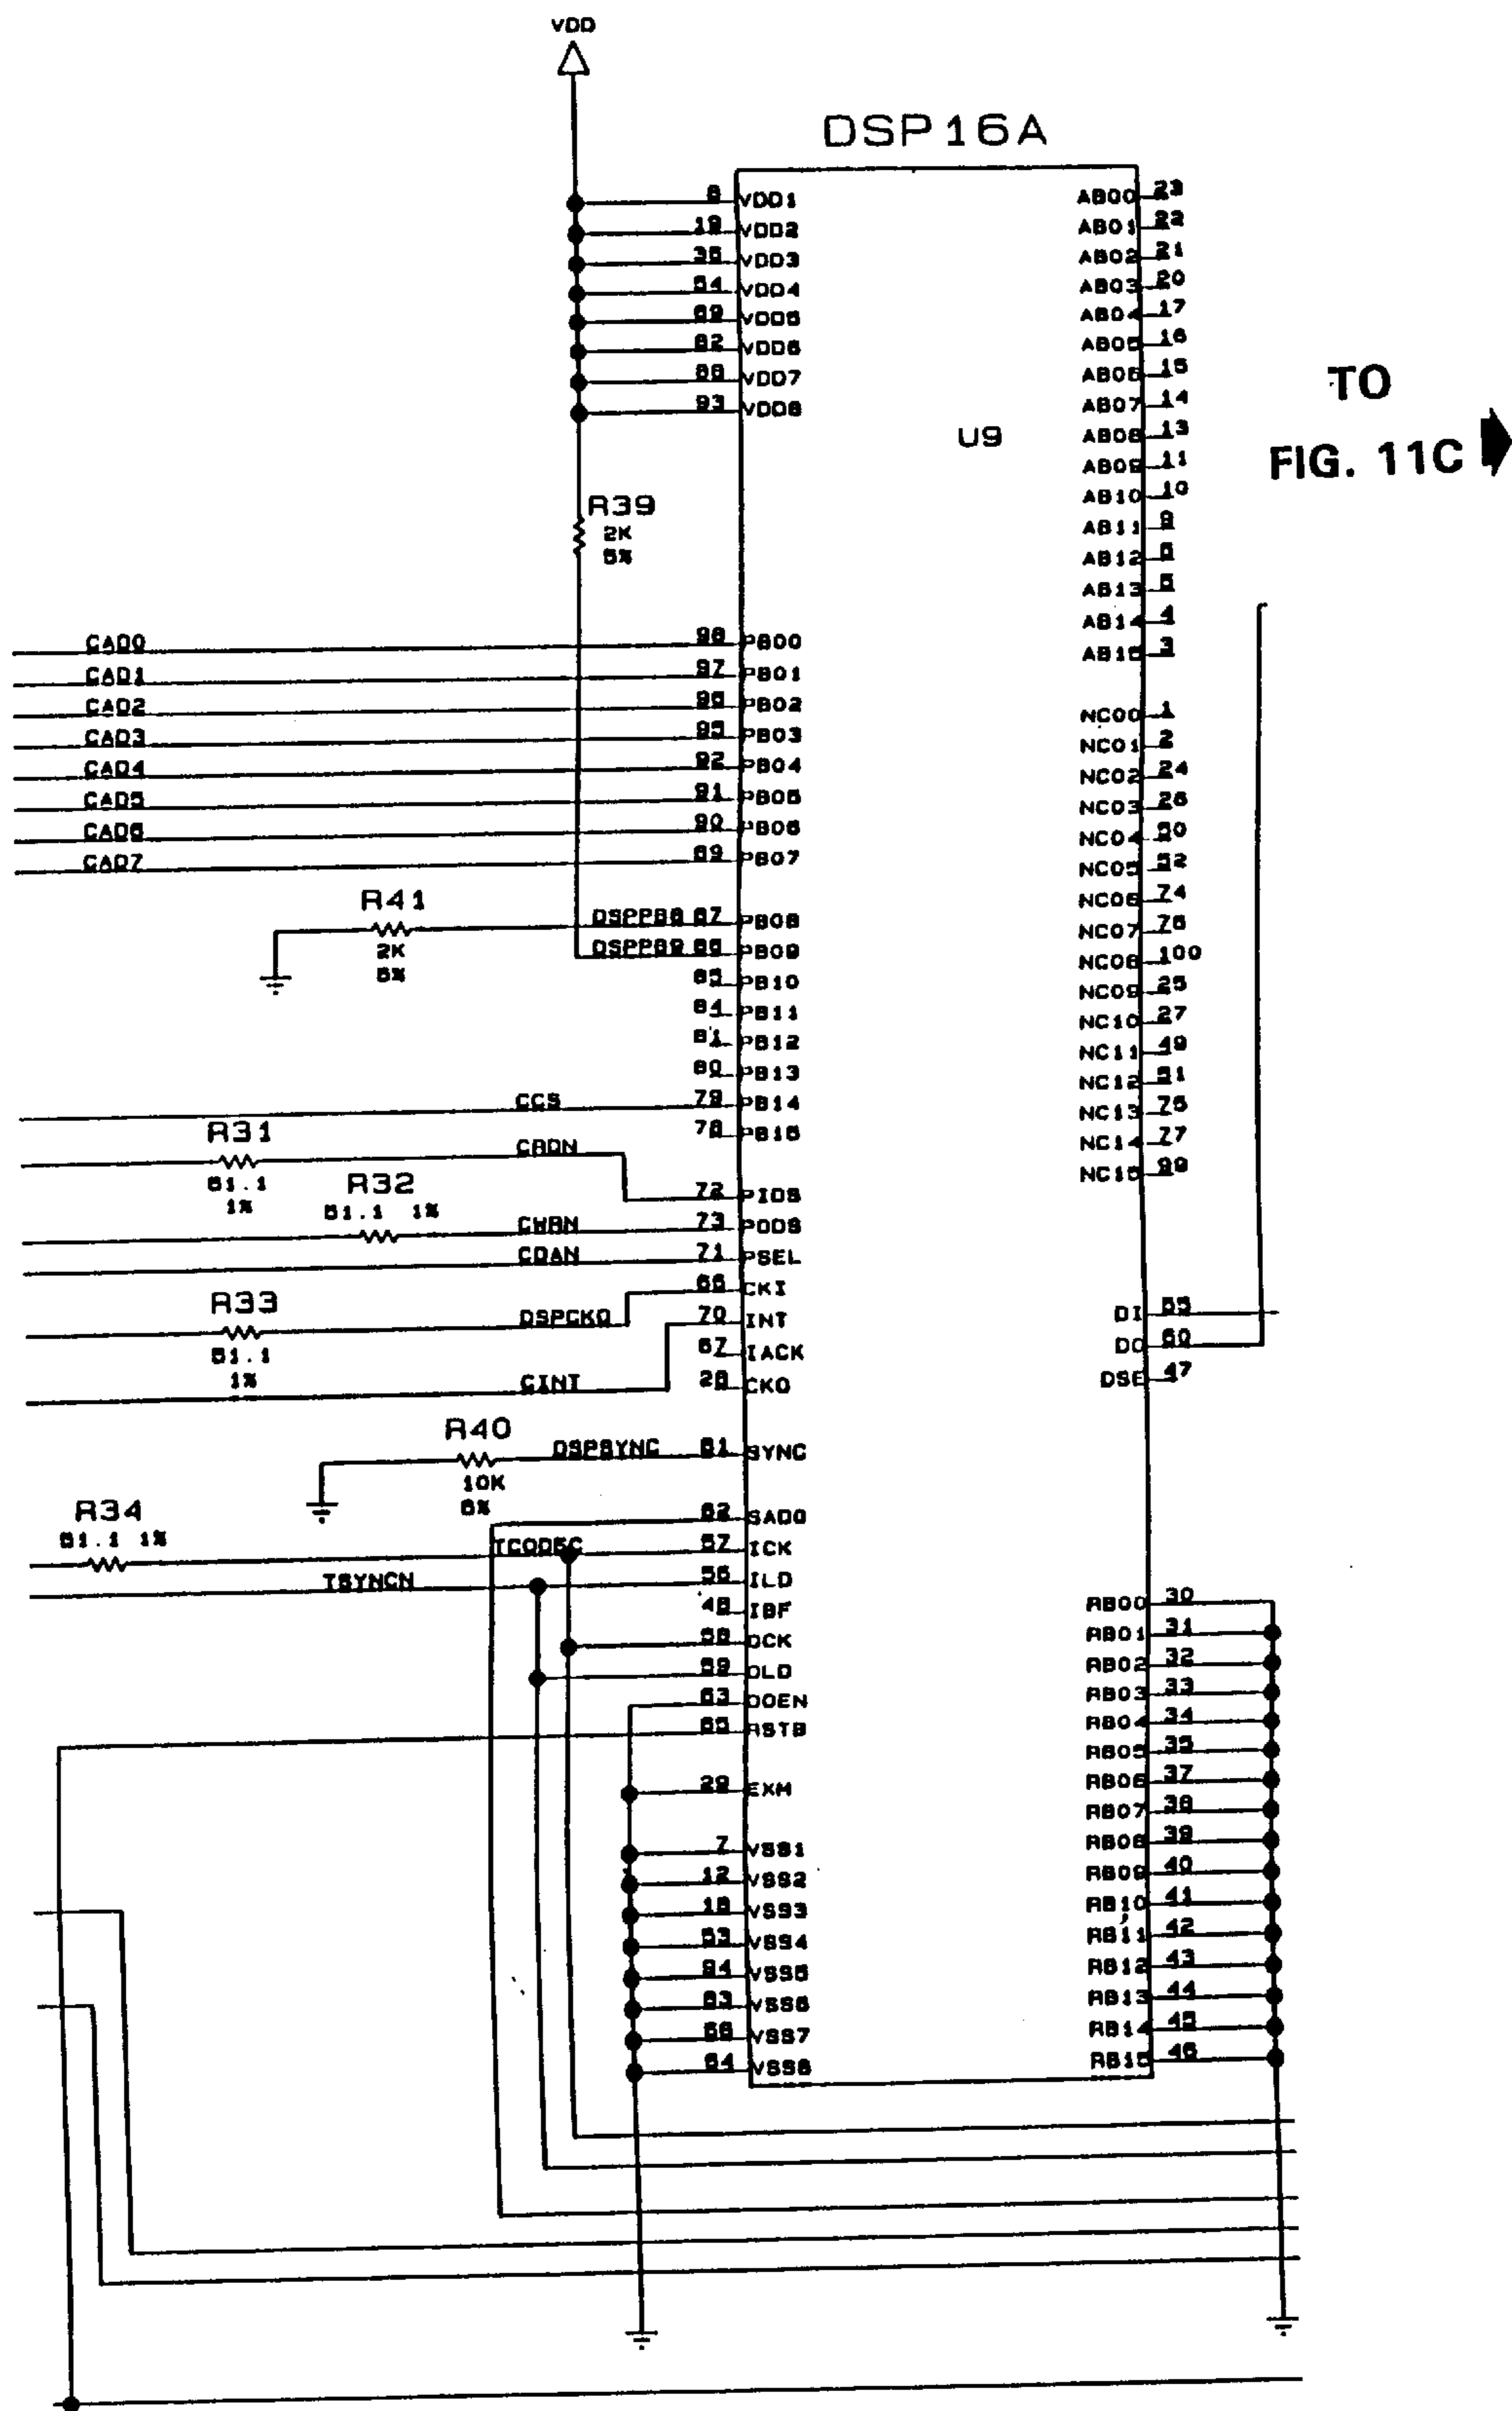 VDD
DSP16A
U9
TO
FIG. 11C
VDD1
19 VDD2
VDD3
54 VDD4
69 VDD5
82 VDD6
VDD7
93 VDD8
R39
2K
5%
CAD0 98 PB00
CAD1 97 PB01
CAD2 96 PB02
CAD3 95 PB03
CAD4 92 PB04
CAD5 91 PB05
CAD6 90 PB06
CAD7 89 PB07
R41
2K
5%
DSPPB8 87 PB08
DSPPB9 86 PB09
85 PB10
84 PB11
81 PB12
80 PB13
CCS 79 PB14
78 PB15
R31
51.1
1%
CRDN 72 PIDS
R32
51.1 1%
CWRN 73 PODS
CDAN 71 PSEL
R33
51.1
1%
DSPCKO CKI
CINT 70 INT
IACK
28 CKO
R40
10K
5%
DSPSYNC 61 SYNC
62 SADD
R34
51.1 1%
TCODEC 57 ICK
TSYNCN 56 ILD
48 IBF
58 OCK
59 OLD
63 DOEN
65 RSTB
29 EXM
7 VSS1
12 VSS2
18 VSS3
53 VSS4
94 VSS5
83 VSS6
VSS7
64 VSS8
AB00 23
AB01 22
AB02 21
AB03 20
AB04 17
AB05 16
AB06 15
AB07 14
AB08 13
AB09 11
AB10 10
AB11 9
AB12
AB13 5
AB14 4
AB15 3
NC00 1
NC01 2
NC02 24
NC03 26
NC04 50
NC05 52
NC06 74
NC07 76
NC08 100
NC09 25
NC10 27
NC11 49
NC12 51
NC13 75
NC14 77
NC15 99
DI 55
DO 60
DSE 47
RB00 30
RB01 31
RB02 32
RB03 33
RB04 34
RB05 35
RB06 37
RB07 38
RB08 39
RB09 40
RB10 41
RB11 42
RB12 43
RB13 44
RB14 45
RB15 46